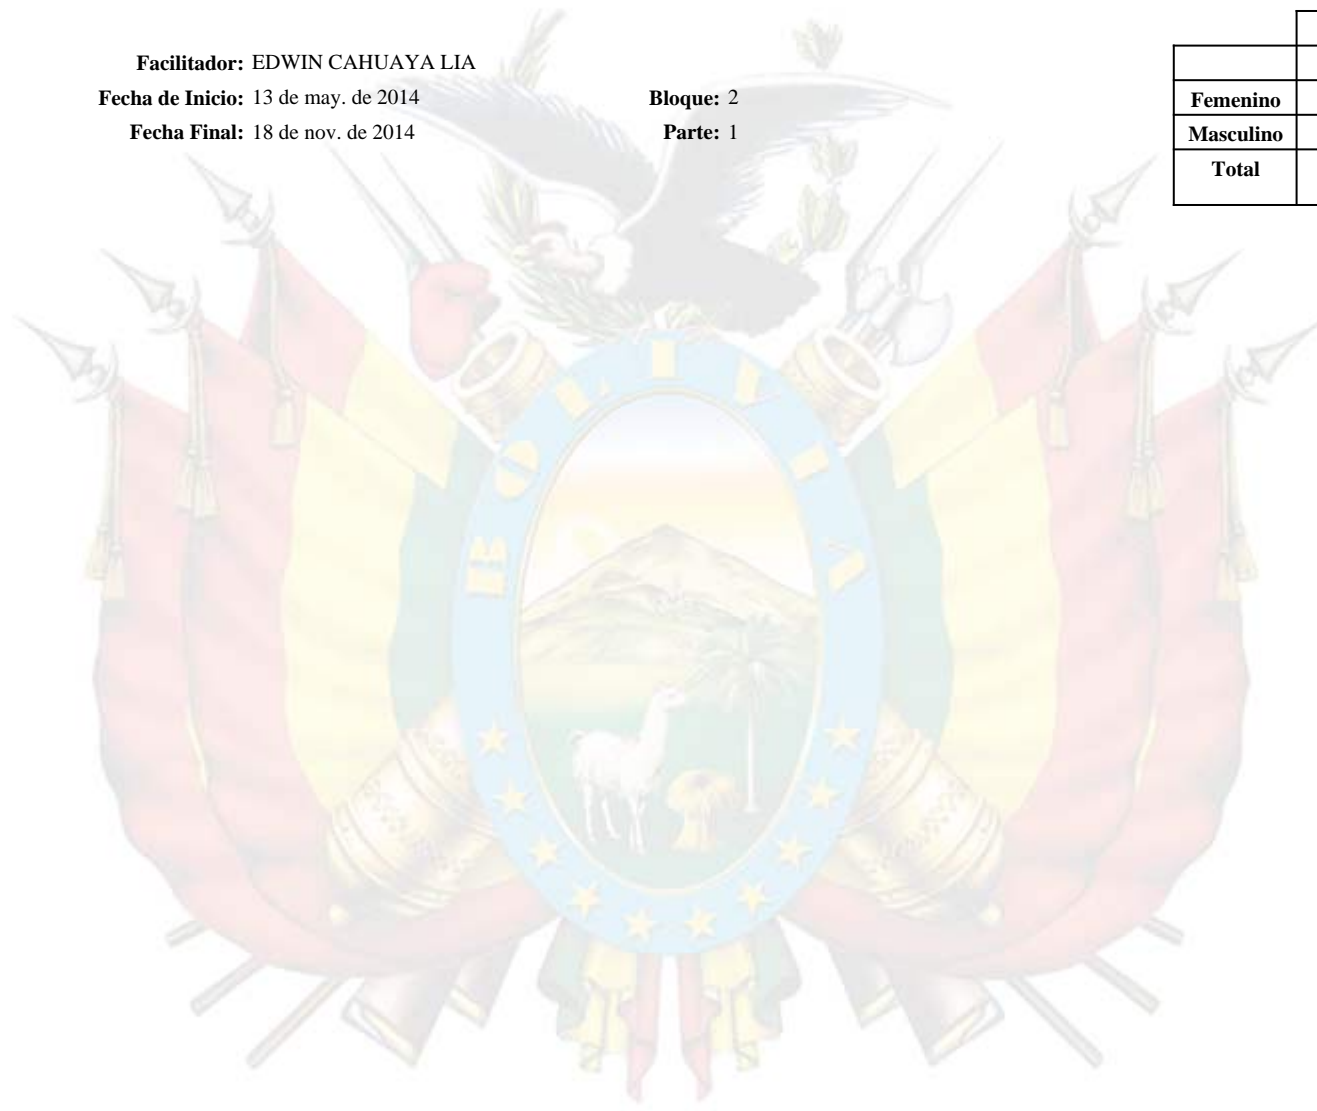 Facilitador: EDWIN CAHUAYA LIA
Fecha de Inicio: 13 de may. de 2014 Bloque: 2
Fecha Final: 18 de nov. de 2014 Parte: 1
Femenino
Masculino
Total
BOLIVIA